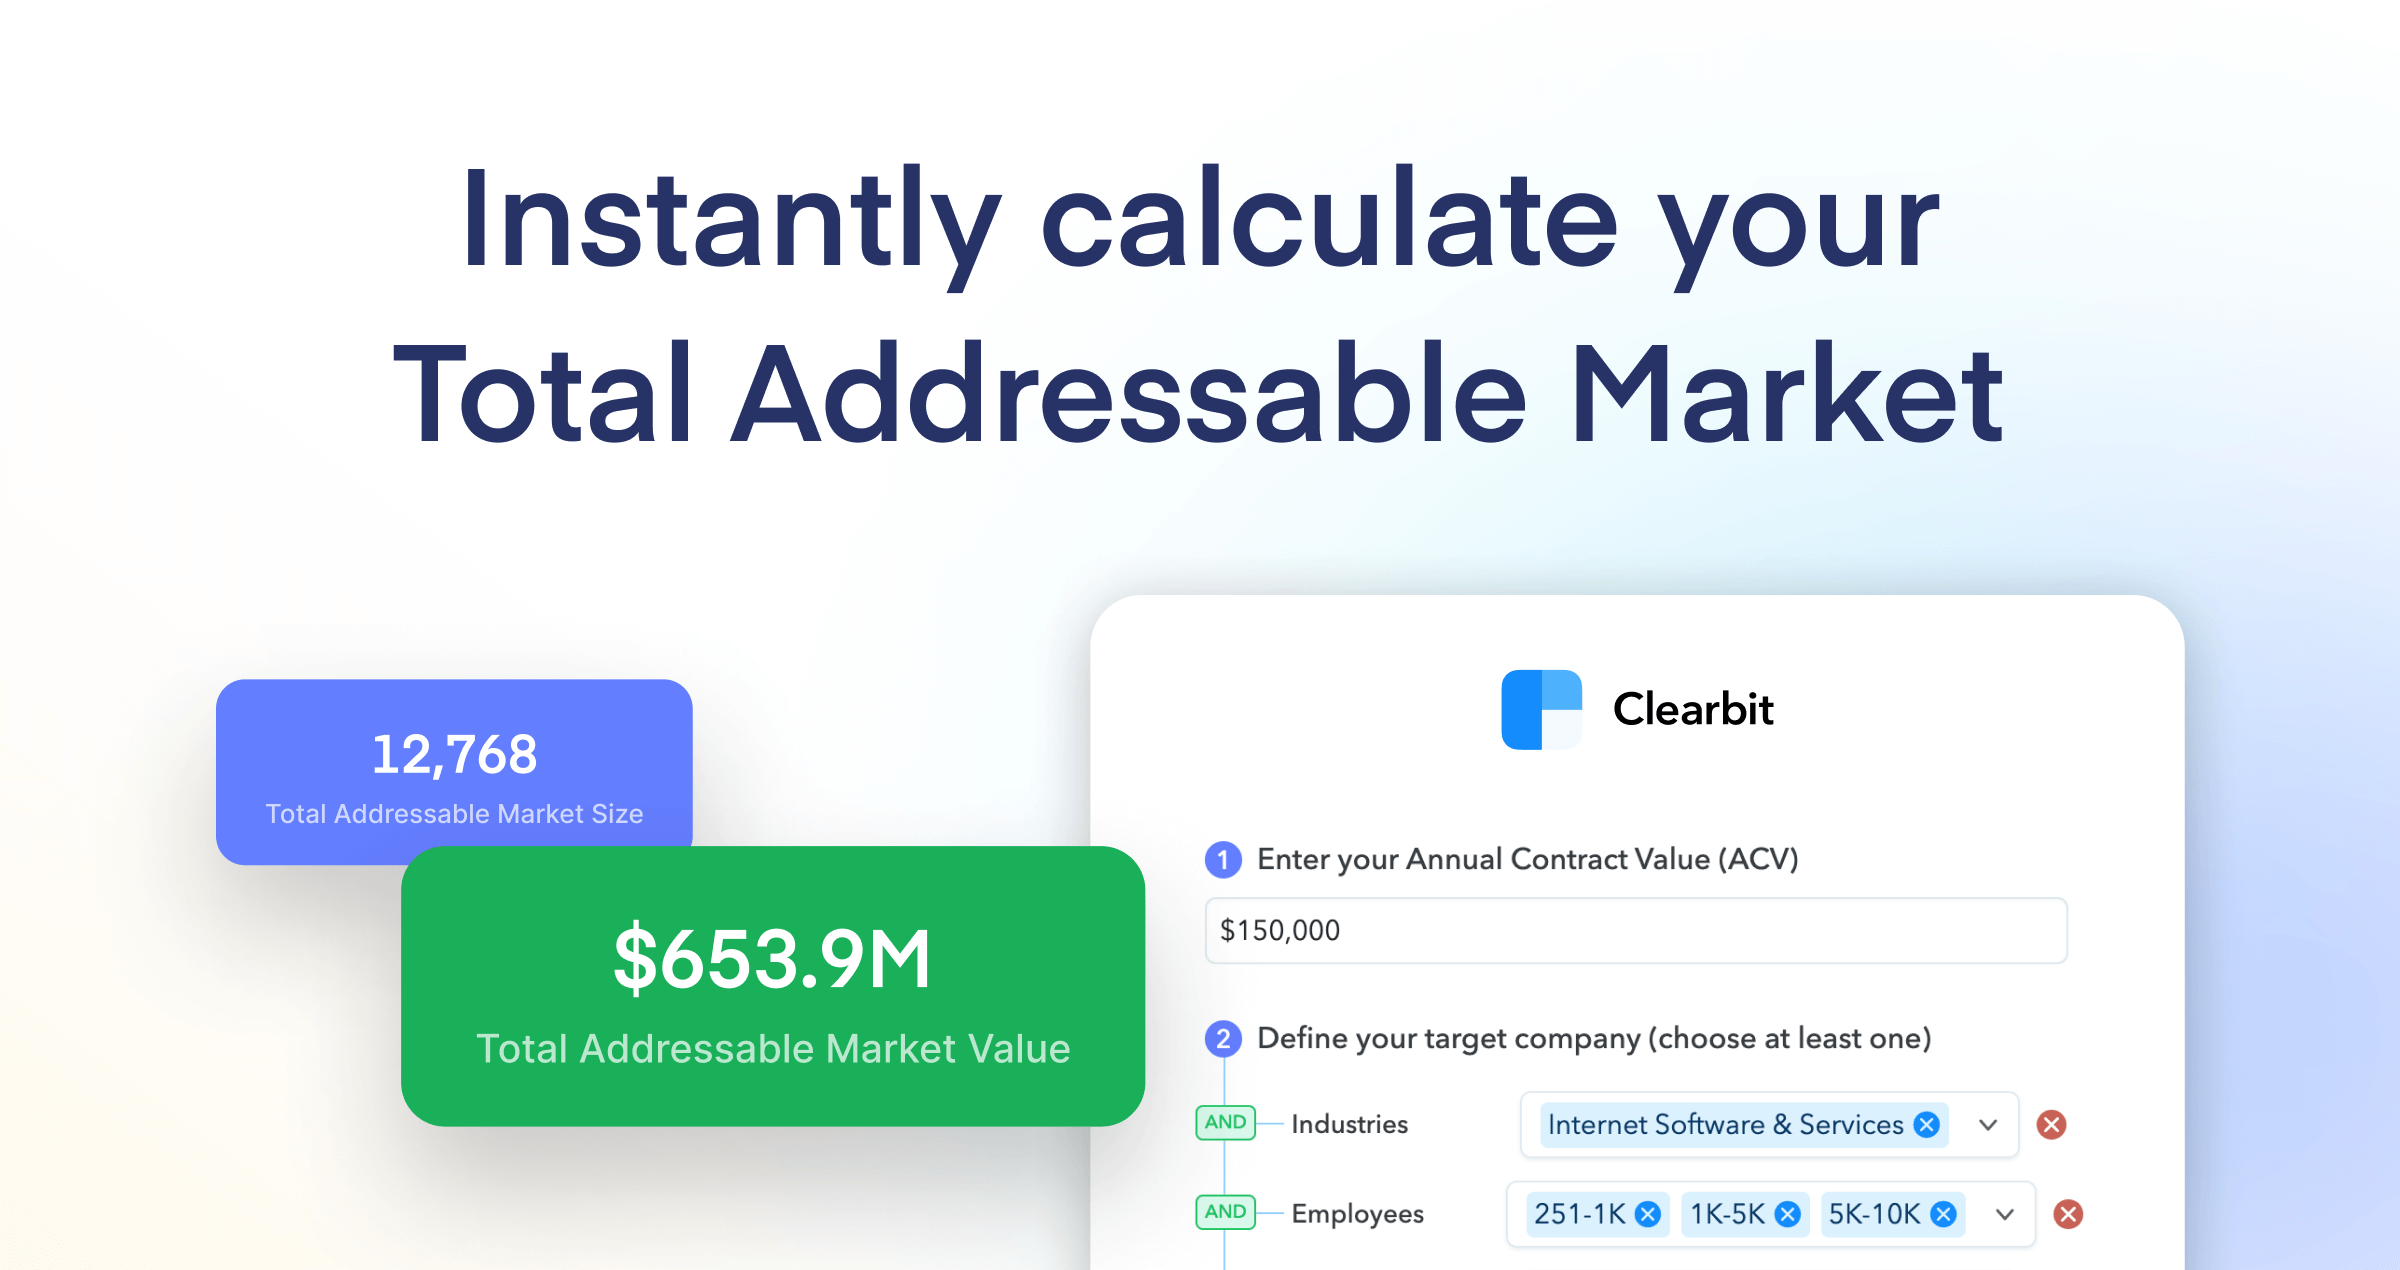 Instantly calculate your
Total Addressable Market
12,768
Total Addressable Market Size
$653.9M
Total Addressable Market Value
Clearbit
1 Enter your Annual Contract Value (ACV)
$150,000
2 Define your target company (choose at least one)
AND Industries Internet Software & Services
AND Employees 251-1K 1K-5K 5K-10K